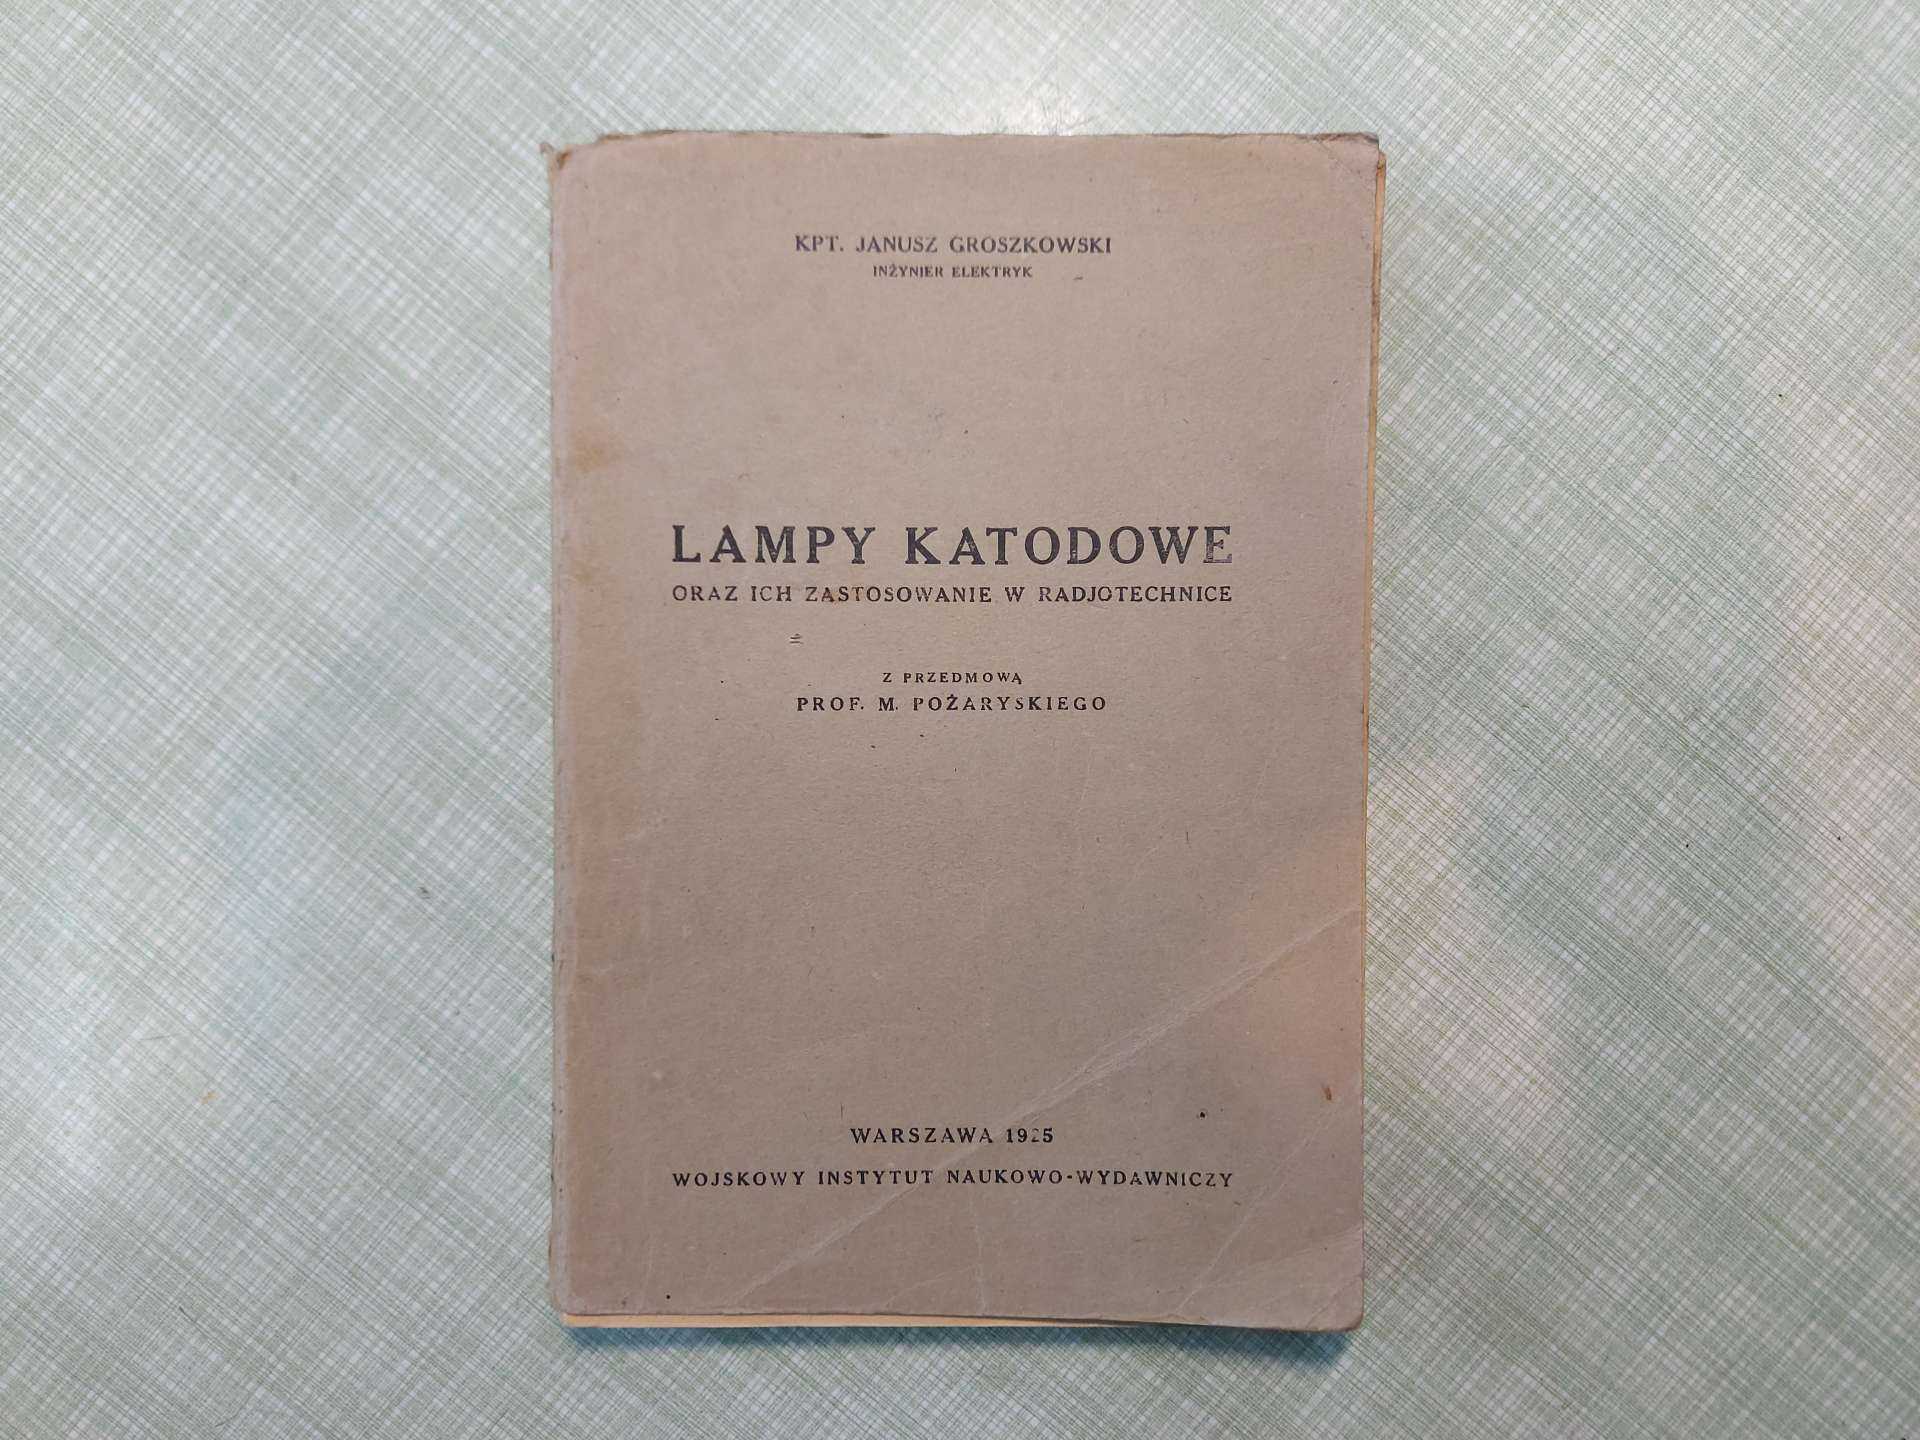 KPT. JANUSZ GROSZKOWSKI
INŻYNIER ELEKTRYK
LAMPY KATODOWE
ORAZ ICH ZASTOSOWANIE W RADJOTECHNICE
Z PRZEDMOWĄ
PROF. M. POŻARYSKIEGO
WARSZAWA 1925
WOJSKOWY INSTYTUT NAUKOWO-WYDAWNICZY